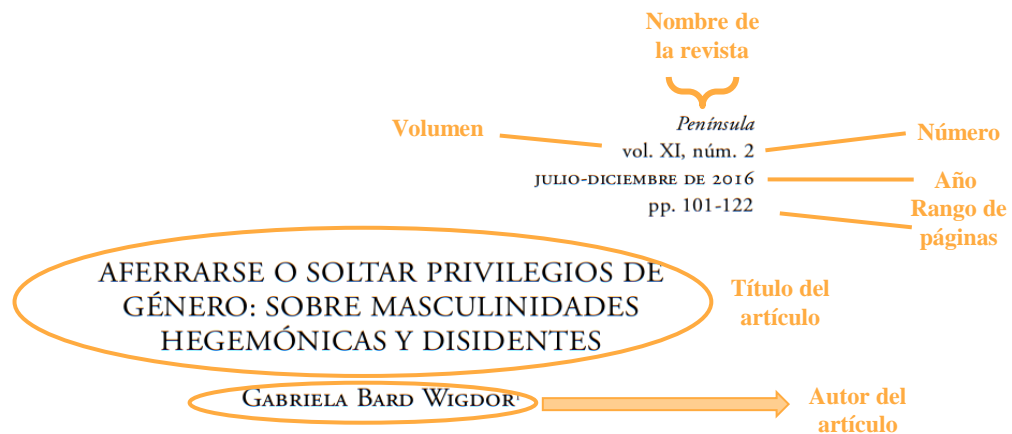 Nombre de
la revista
Península
Volumen
vol. XI, núm. 2
Número
JULIO-DICIEMBRE DE 2016
Año
pp. 101-122
Rango de
páginas
AFERRARSE O SOLTAR PRIVILEGIOS DE
GÉNERO: SOBRE MASCULINIDADES
HEGEMÓNICAS Y DISIDENTES
Título del
artículo
Gabriela Bard Wigdor¹
Autor del
artículo